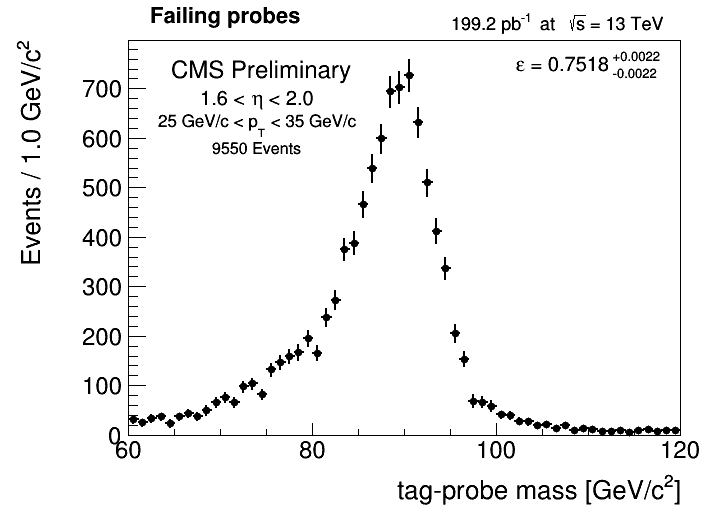 Failing probes
199.2 pb⁻¹ at √s = 13 TeV
CMS Preliminary
1.6 < η < 2.0
25 GeV/c < p_T < 35 GeV/c
9550 Events
ε = 0.7518 +0.0022 -0.0022
Events / 1.0 GeV/c²
700
600
500
400
300
200
100
0
60 80 100 120
tag-probe mass [GeV/c²]